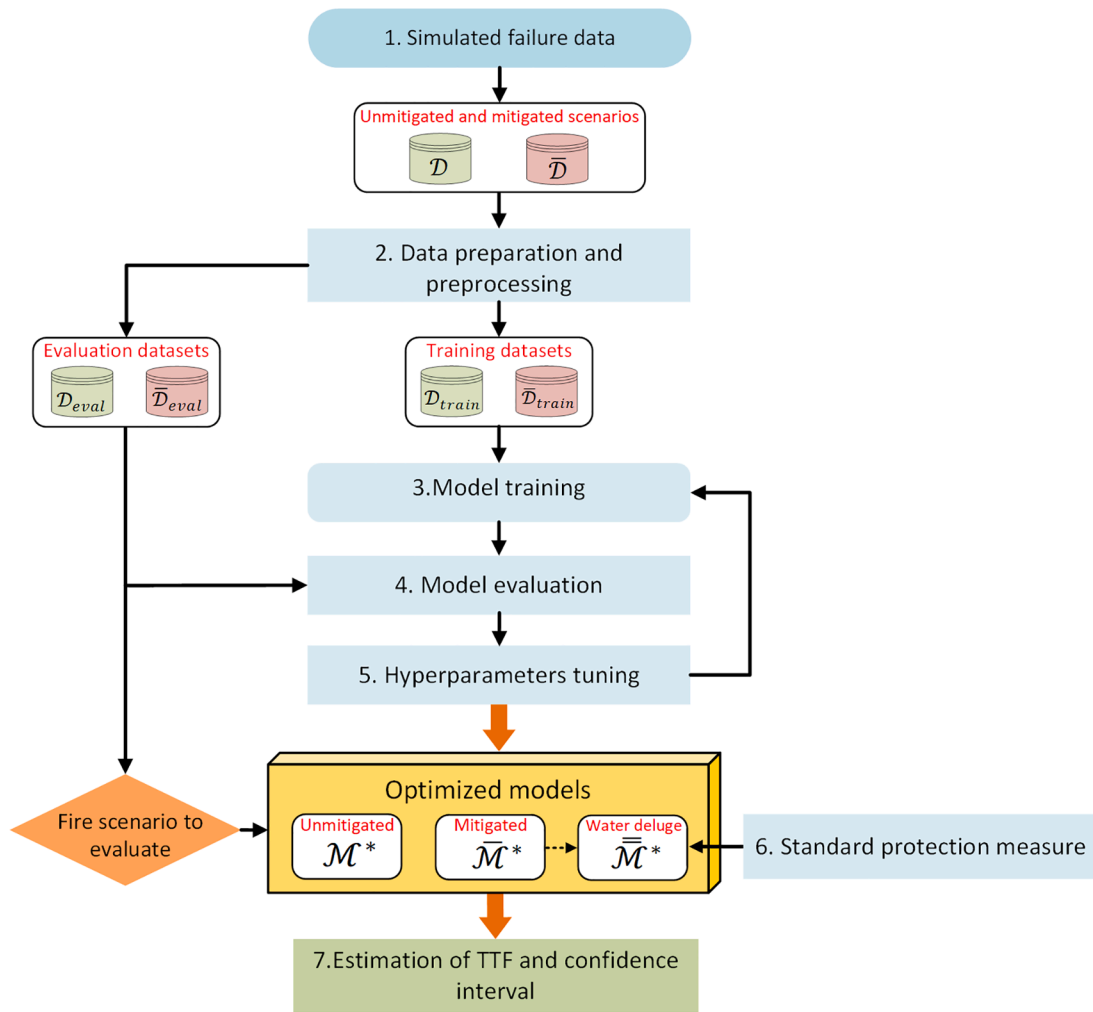 1. Simulated failure data
Unmitigated and mitigated scenarios
𝒟
𝒟̅
2. Data preparation and
preprocessing
Evaluation datasets
𝒟eval
𝒟̅eval
Training datasets
𝒟train
𝒟̅train
3.Model training
4. Model evaluation
5. Hyperparameters tuning
Fire scenario to
evaluate
Optimized models
Unmitigated
ℳ*
Mitigated
ℳ̅*
Water deluge
ℳ̿̅*
6. Standard protection measure
7.Estimation of TTF and confidence
interval